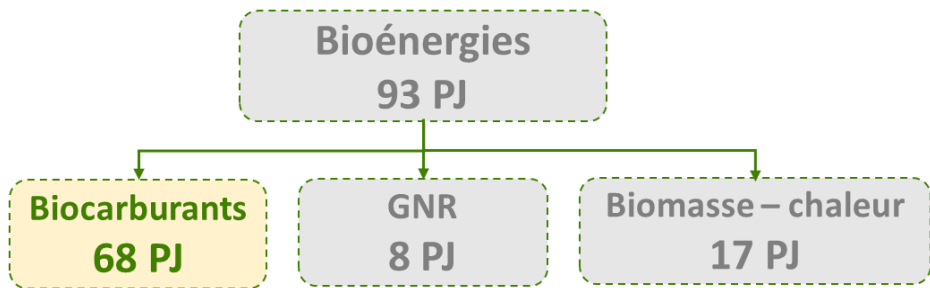 Bioénergies
93 PJ
Biocarburants
68 PJ
GNR
8 PJ
Biomasse – chaleur
17 PJ